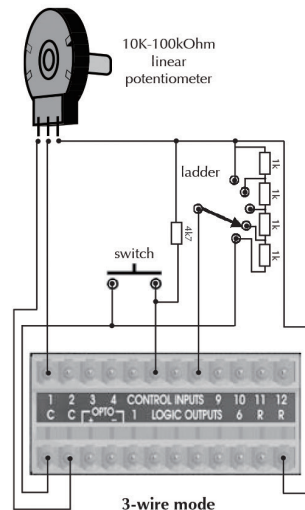 10K-100kOhm
linear
potentiometer
ladder
1k
1k
1k
1k
4k7
switch
1 2 3 4 CONTROL INPUTS 9 10 11 12
C C OPTO 1 LOGIC OUTPUTS 6 R R
+ -
3-wire mode